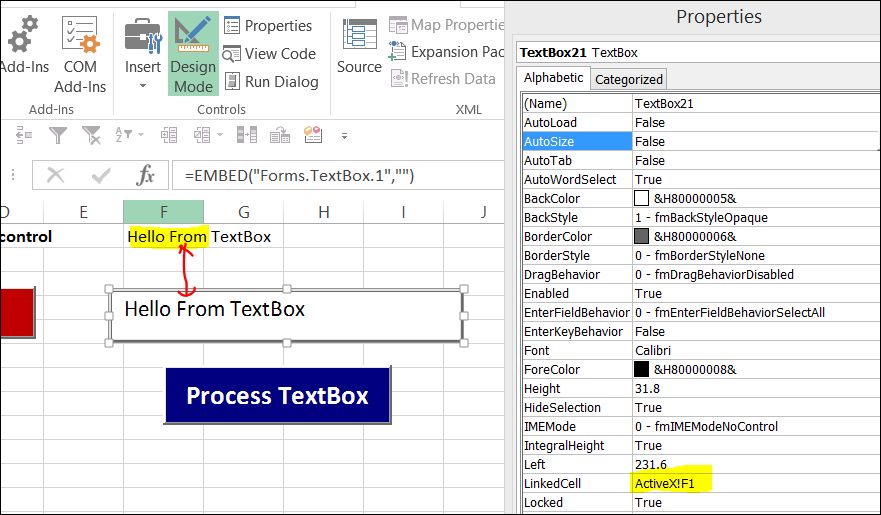 Add-Ins
COM
Add-Ins
Add-Ins
Insert
Design
Mode
Properties
View Code
Run Dialog
Controls
Source
Map Properties
Expansion Pac
Refresh Data
XML
A
Z
fx
=EMBED("Forms.TextBox.1","")
D
E
F
G
H
I
J
control
Hello From TextBox
Hello From TextBox
Process TextBox
Properties
TextBox21 TextBox
Alphabetic
Categorized
(Name) TextBox21
AutoLoad False
AutoSize False
AutoTab False
AutoWordSelect True
BackColor &H80000005&
BackStyle 1 - fmBackStyleOpaque
BorderColor &H80000006&
BorderStyle 0 - fmBorderStyleNone
DragBehavior 0 - fmDragBehaviorDisabled
Enabled True
EnterFieldBehavior 0 - fmEnterFieldBehaviorSelectAll
EnterKeyBehavior False
Font Calibri
ForeColor &H80000008&
Height 31.8
HideSelection True
IMEMode 0 - fmIMEModeNoControl
IntegralHeight True
Left 231.6
LinkedCell ActiveX!F1
Locked True